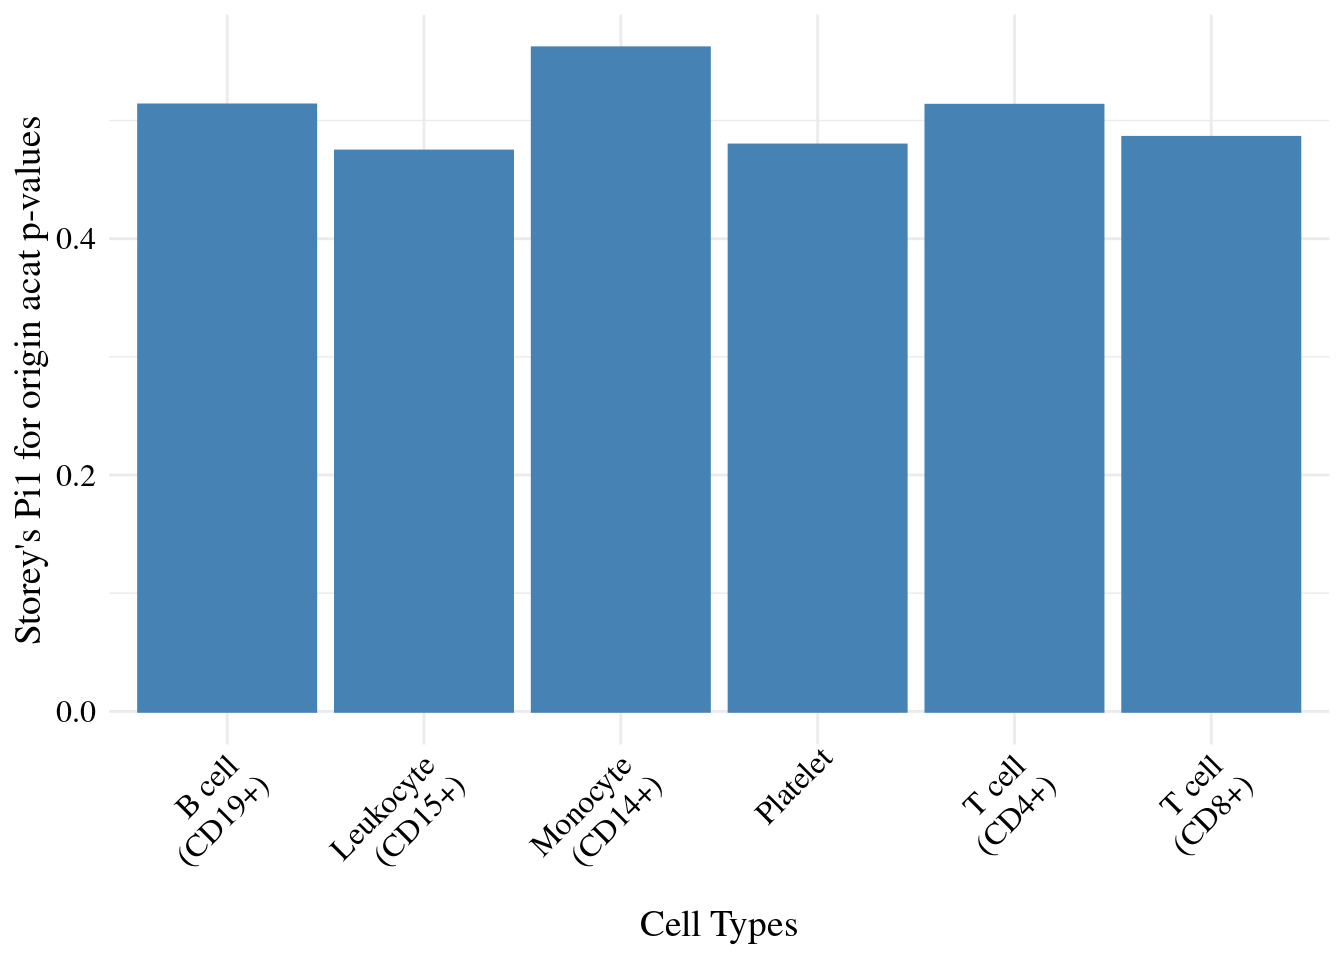 Storey's Pi1 for origin acat p-values
0.4
0.2
0.0
B cell
(CD19+)
Leukocyte
(CD15+)
Monocyte
(CD14+)
Platelet
T cell
(CD4+)
T cell
(CD8+)
Cell Types